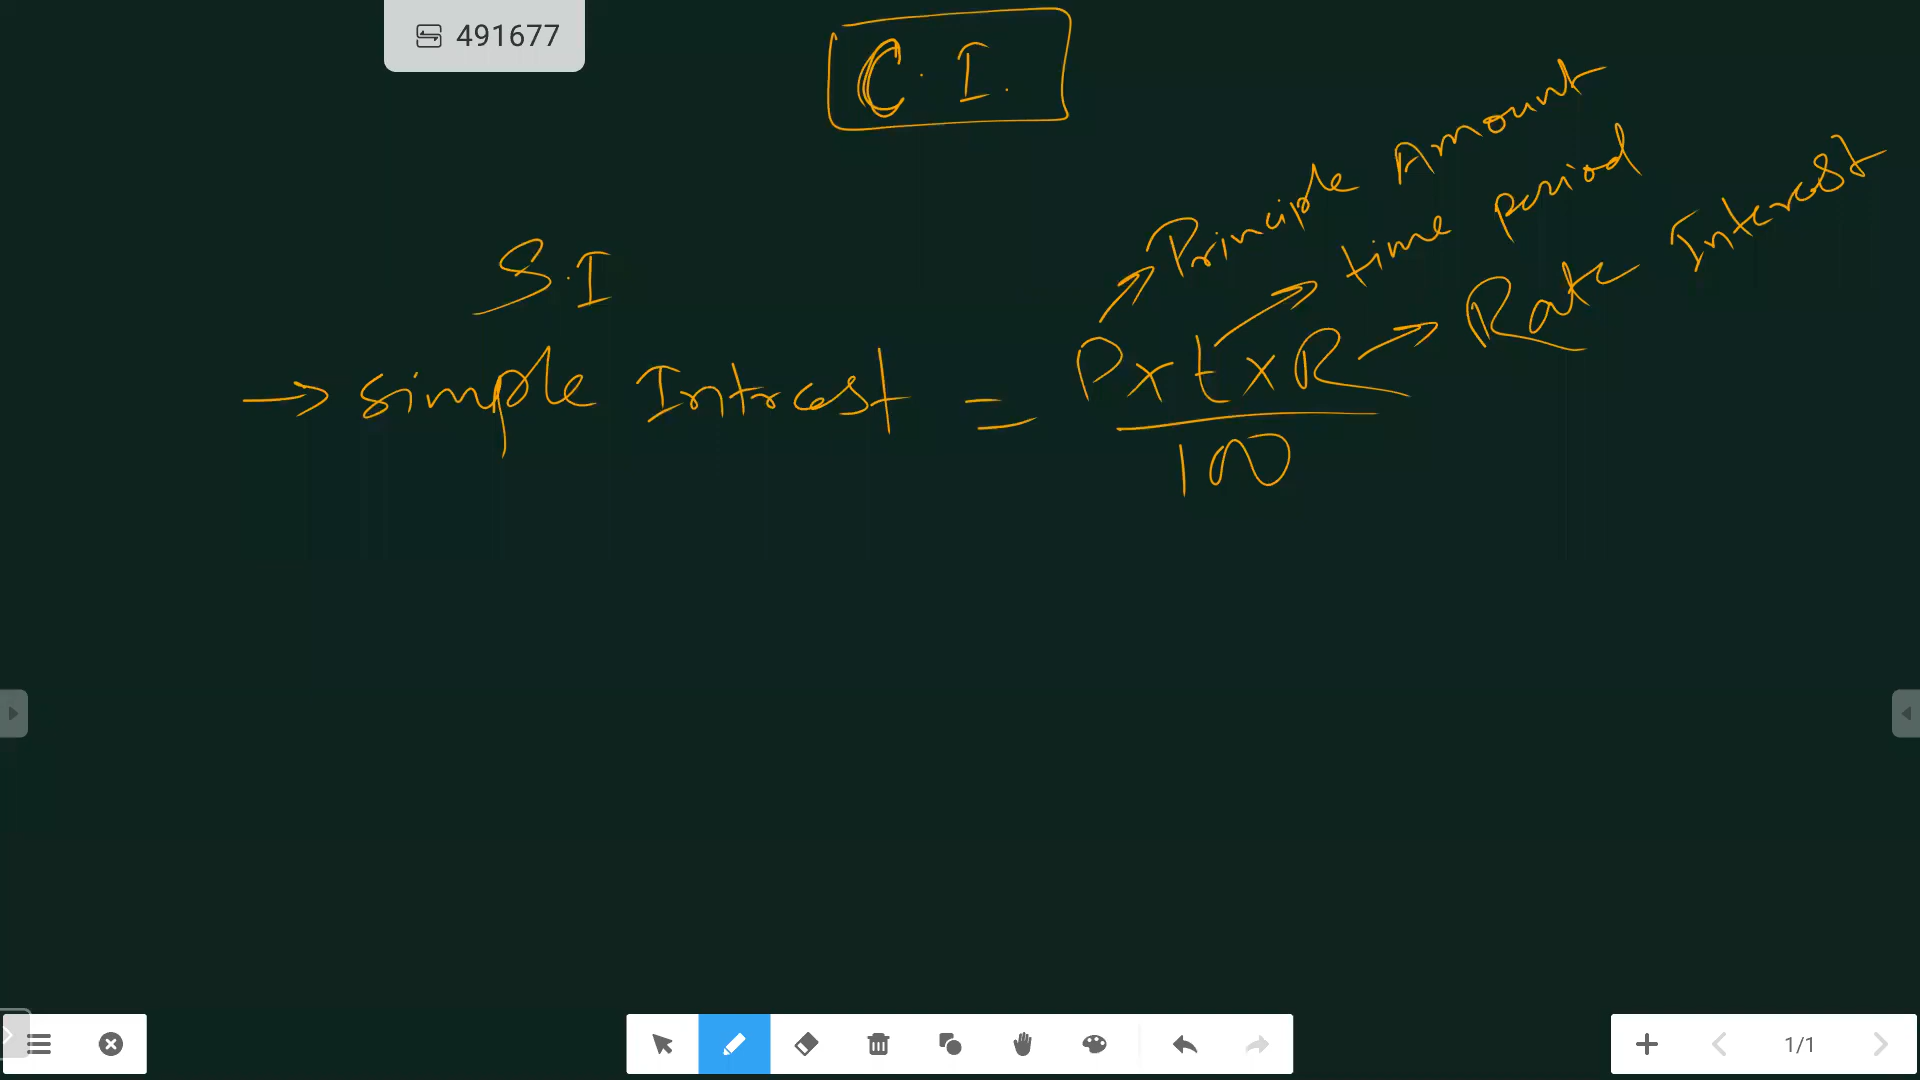 491677
C. I.
Principle Amount
time period
Rate Interest
S.I
→ simple Intrest = P x t x R
100
1/1